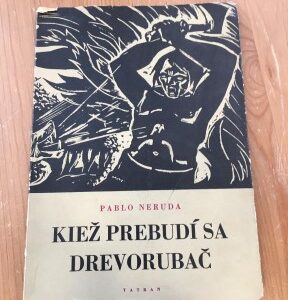 PABLO NERUDA
KIEŽ PREBUDÍ SA
DREVORUBAČ
TATRAN